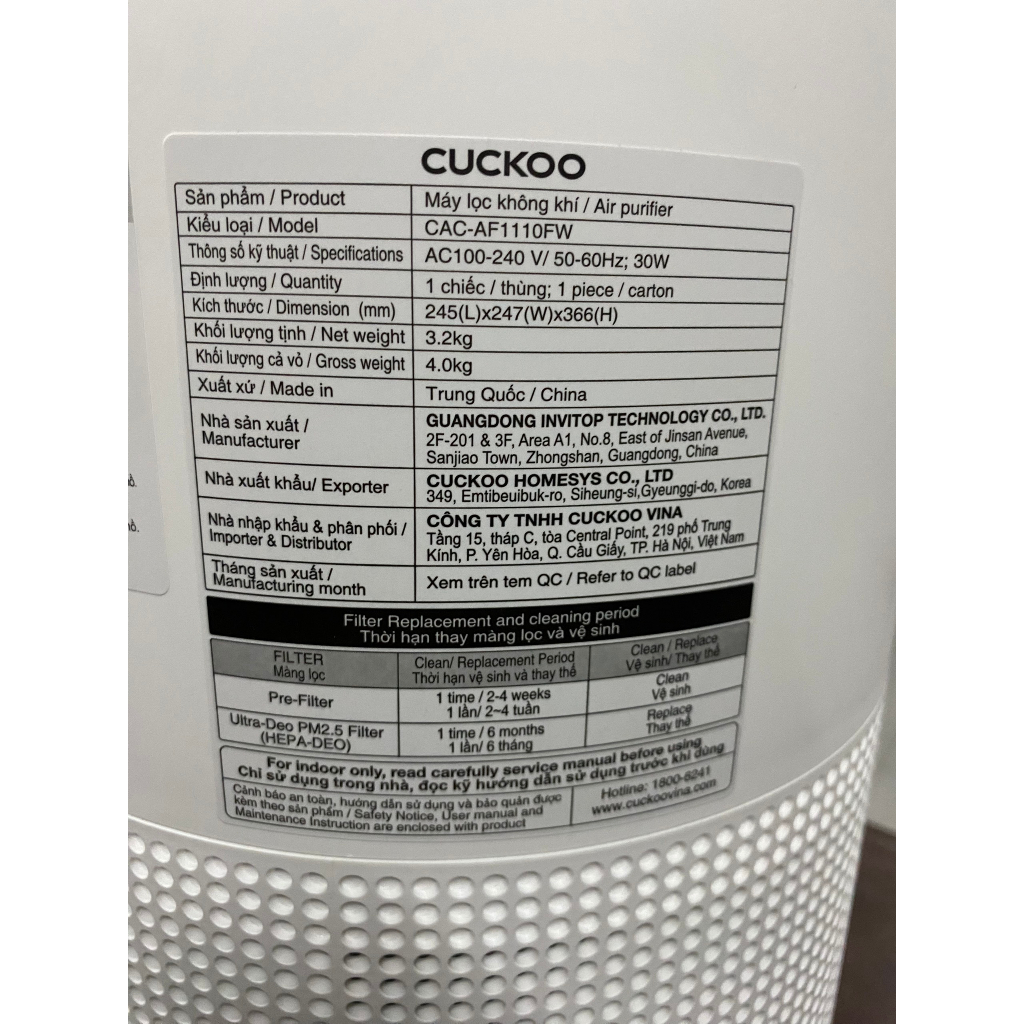 CUCKOO
Sản phẩm / Product
Máy lọc không khí / Air purifier
Kiểu loại / Model
CAC-AF1110FW
Thông số kỹ thuật / Specifications
AC100-240 V/ 50-60Hz; 30W
Định lượng / Quantity
1 chiếc / thùng; 1 piece / carton
Kích thước / Dimension (mm)
245(L)x247(W)x366(H)
Khối lượng tịnh / Net weight
3.2kg
Khối lượng cả vỏ / Gross weight
4.0kg
Xuất xứ / Made in
Trung Quốc / China
Nhà sản xuất /
Manufacturer
GUANGDONG INVITOP TECHNOLOGY CO., LTD.
2F-201 & 3F, Area A1, No.8, East of Jinsan Avenue,
Sanjiao Town, Zhongshan, Guangdong, China
Nhà xuất khẩu/ Exporter
CUCKOO HOMESYS CO., LTD
349, Emtibeuibuk-ro, Siheung-si,Gyeunggi-do, Korea
Nhà nhập khẩu & phân phối /
Importer & Distributor
CÔNG TY TNHH CUCKOO VINA
Tầng 15, tháp C, tòa Central Point, 219 phố Trung
Kính, P. Yên Hòa, Q. Cầu Giấy, TP. Hà Nội, Việt Nam
Tháng sản xuất /
Manufacturing month
Xem trên tem QC / Refer to QC label
Filter Replacement and cleaning period
Thời hạn thay màng lọc và vệ sinh
FILTER
Màng lọc
Clean/ Replacement Period
Thời hạn vệ sinh và thay thế
Clean / Replace
Vệ sinh/ Thay thế
Pre-Filter
1 time / 2-4 weeks
1 lần/ 2~4 tuần
Clean
Vệ sinh
Ultra-Deo PM2.5 Filter
(HEPA-DEO)
1 time / 6 months
1 lần/ 6 tháng
Replace
Thay thế
For indoor only, read carefully service manual before using
Chỉ sử dụng trong nhà, đọc kỹ hướng dẫn sử dụng trước khi dùng
Cảnh báo an toàn, hướng dẫn sử dụng và bảo quản được
kèm theo sản phẩm / Safety Notice, User manual and
Maintenance Instruction are enclosed with product
Hotline: 1800-6241
www.cuckoovina.com